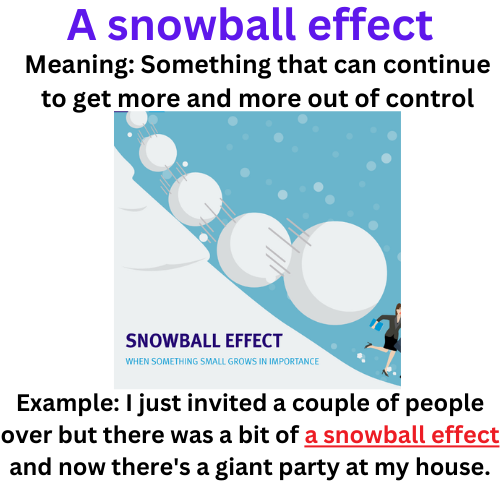 A snowball effect
Meaning: Something that can continue
to get more and more out of control
SNOWBALL EFFECT
WHEN SOMETHING SMALL GROWS IN IMPORTANCE
Example: I just invited a couple of people
over but there was a bit of a snowball effect
and now there's a giant party at my house.